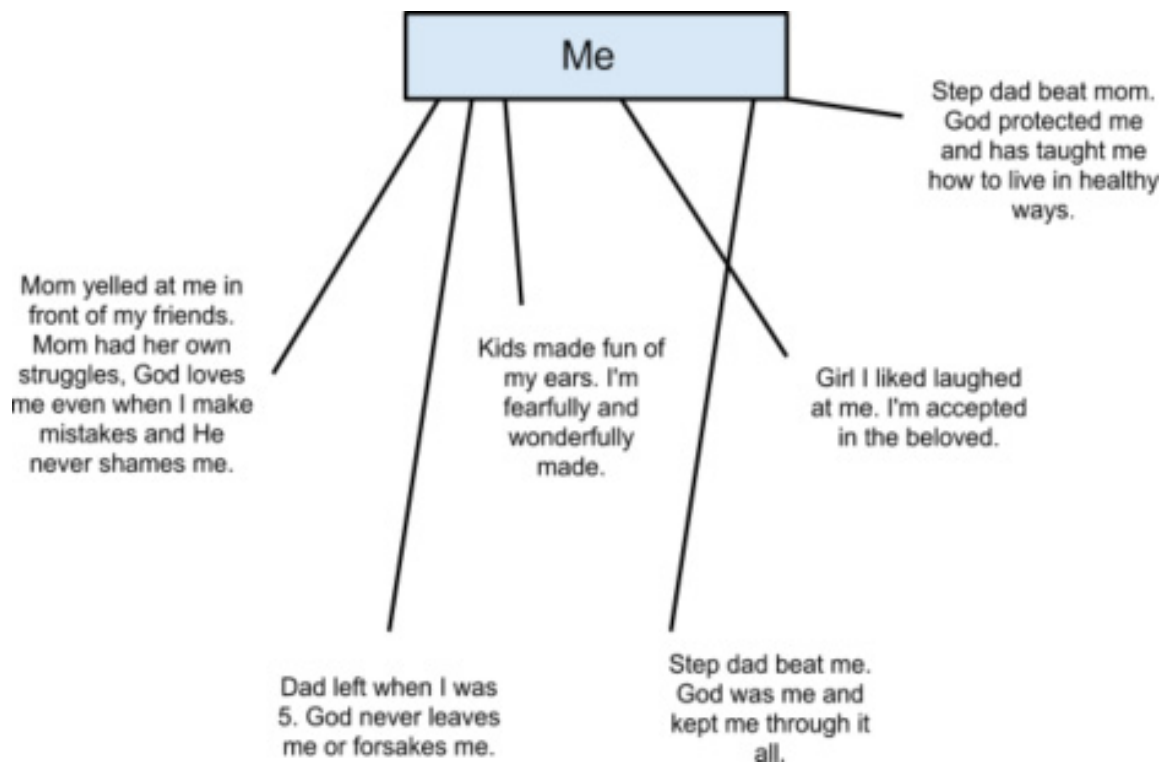 Me
Step dad beat mom.
God protected me
and has taught me
how to live in healthy
ways.
Mom yelled at me in
front of my friends.
Mom had her own
struggles, God loves
me even when I make
mistakes and He
never shames me.
Kids made fun of
my ears. I'm
fearfully and
wonderfully
made.
Girl I liked laughed
at me. I'm accepted
in the beloved.
Dad left when I was
5. God never leaves
me or forsakes me.
Step dad beat me.
God was me and
kept me through it
all.